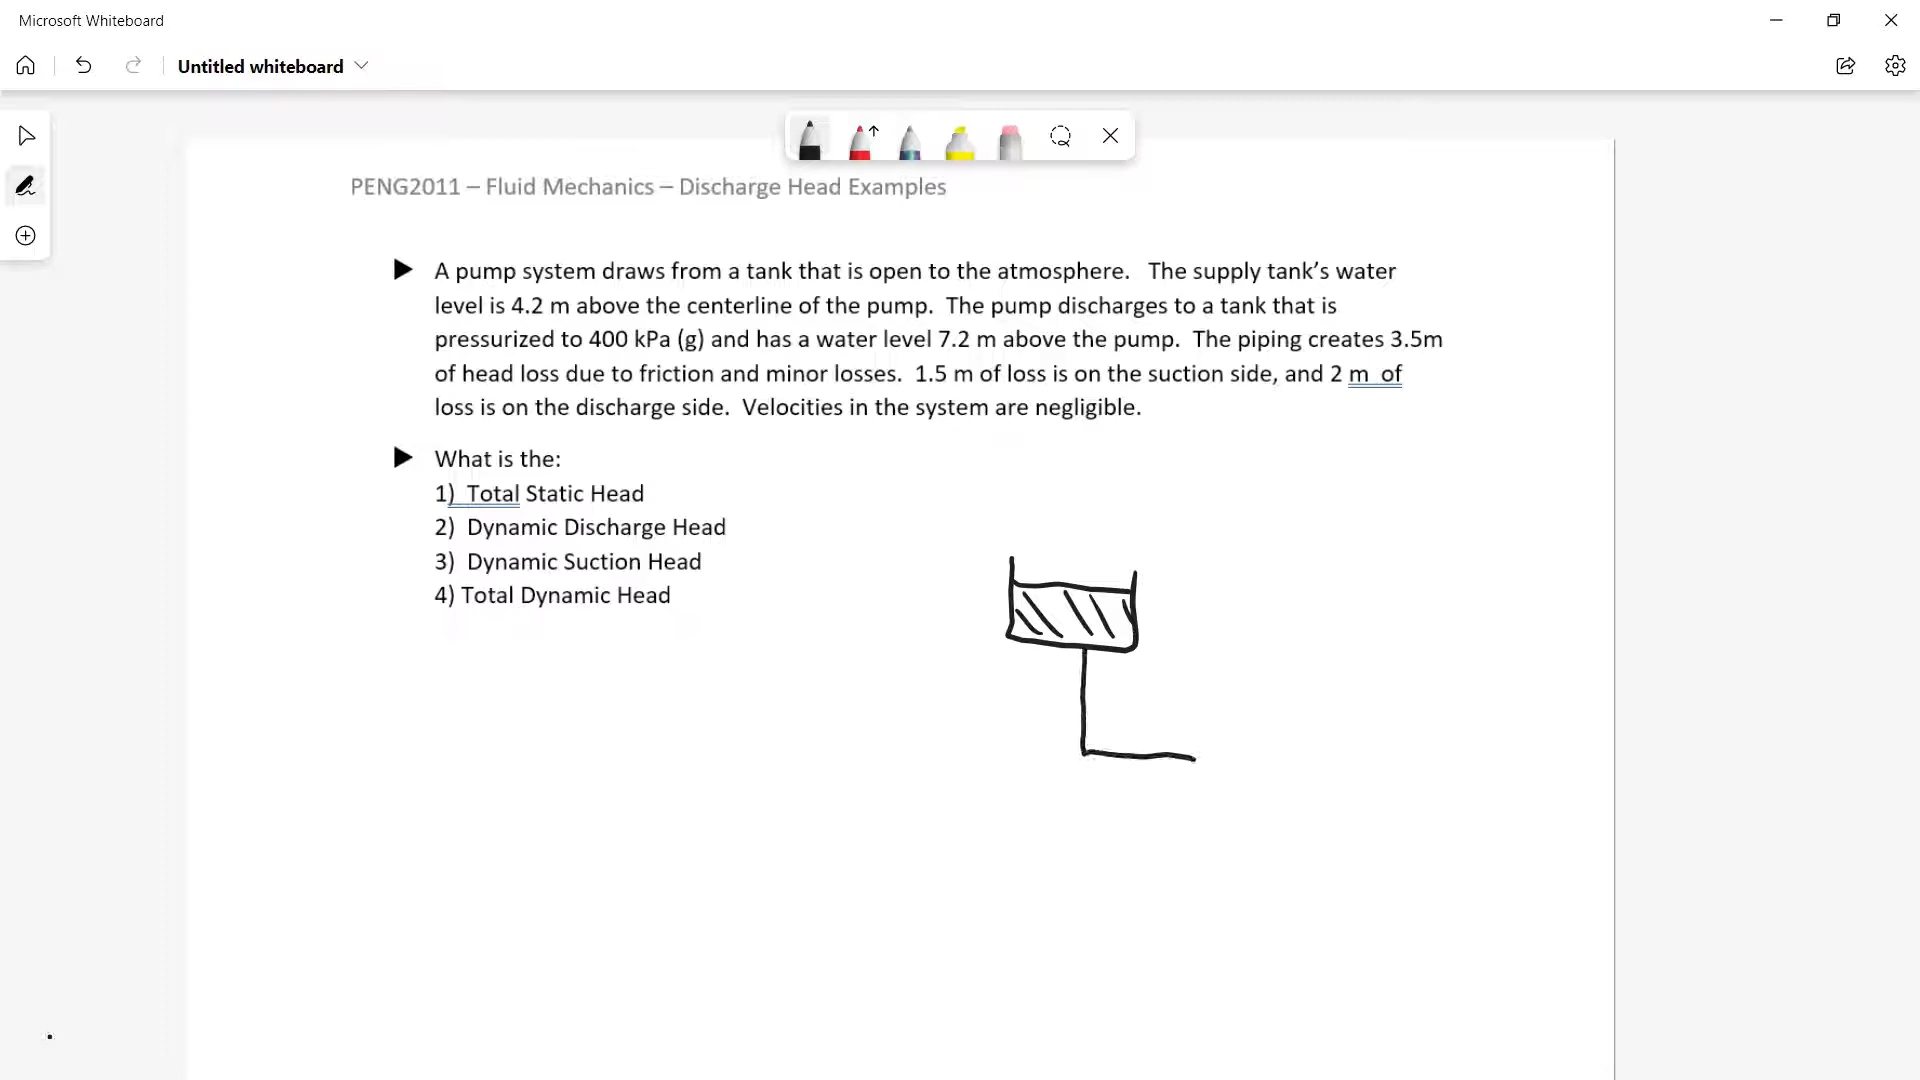 Microsoft Whiteboard
Untitled whiteboard
PENG2011 – Fluid Mechanics – Discharge Head Examples
A pump system draws from a tank that is open to the atmosphere. The supply tank’s water
level is 4.2 m above the centerline of the pump. The pump discharges to a tank that is
pressurized to 400 kPa (g) and has a water level 7.2 m above the pump. The piping creates 3.5m
of head loss due to friction and minor losses. 1.5 m of loss is on the suction side, and 2 m of
loss is on the discharge side. Velocities in the system are negligible.
What is the:
1) Total Static Head
2) Dynamic Discharge Head
3) Dynamic Suction Head
4) Total Dynamic Head